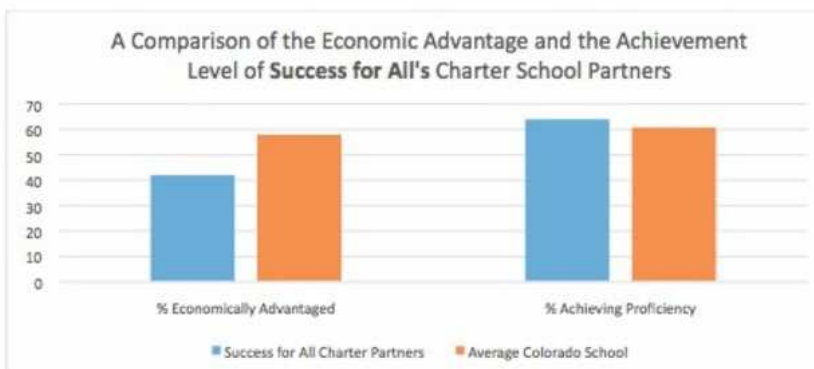 A Comparison of the Economic Advantage and the Achievement
Level of Success for All's Charter School Partners
70
60
50
40
30
20
10
0
% Economically Advantaged
% Achieving Proficiency
Success for All Charter Partners
Average Colorado School